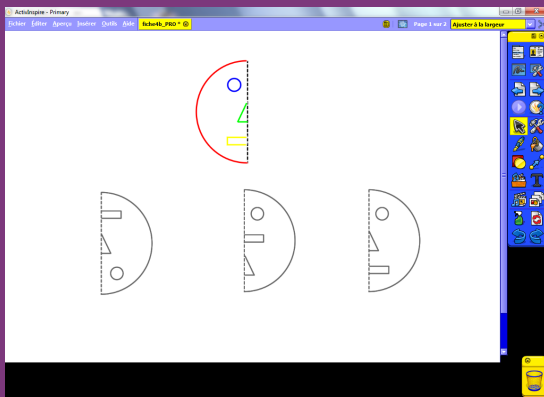 ActivInspire - Primary
Fichier Éditer Aperçu Insérer Outils Aide fiche4b_PRO * Page 1 sur 2 Ajuster à la largeur
T